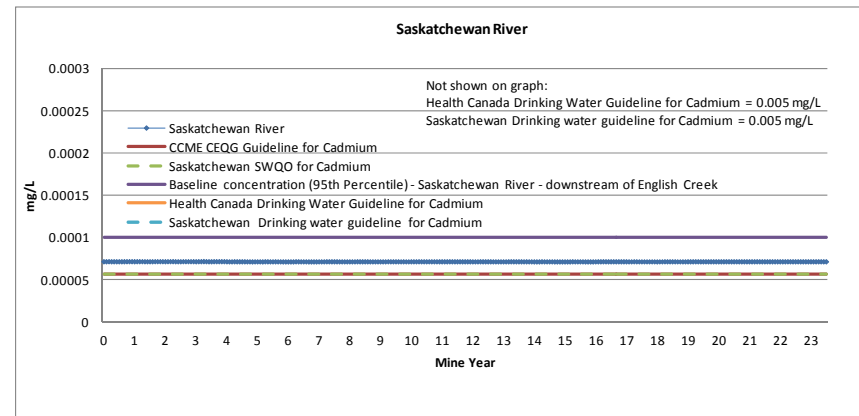 Saskatchewan River
0.0003
0.00025
0.0002
0.00015
0.0001
0.00005
0
mg/L
Not shown on graph:
Health Canada Drinking Water Guideline for Cadmium = 0.005 mg/L
Saskatchewan Drinking water guideline for Cadmium = 0.005 mg/L
Saskatchewan River
CCME CEQG Guideline for Cadmium
Saskatchewan SWQO for Cadmium
Baseline concentration (95th Percentile) - Saskatchewan River - downstream of English Creek
Health Canada Drinking Water Guideline for Cadmium
Saskatchewan Drinking water guideline for Cadmium
0 1 2 3 4 5 6 7 8 9 10 11 12 13 14 15 16 17 18 19 20 21 22 23
Mine Year